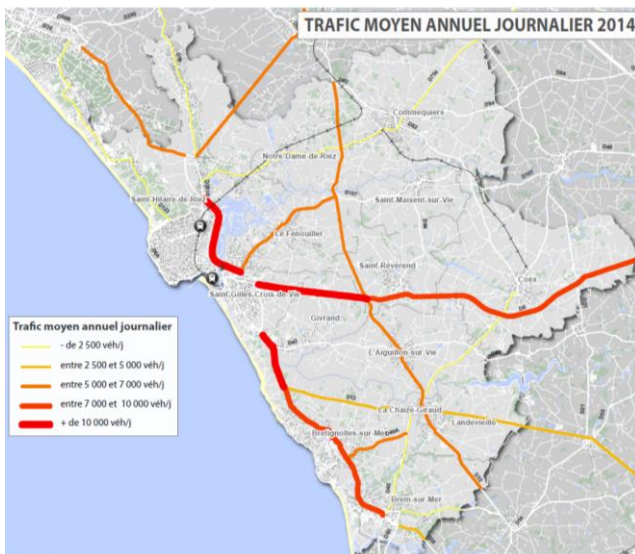 TRAFIC MOYEN ANNUEL JOURNALIER 2014
Commequiers
Notre-Dame-de-Riez
Saint-Hilaire-de-Riez
Saint-Maixent-sur-Vie
Le Fenouiller
Saint-Révérend
Coëx
Saint-Gilles-Croix-de-Vie
Givrand
L'Aiguillon sur Vie
La Chaize-Giraud
Landevieille
Bretignolles-sur-Mer
Brem-sur-Mer
Trafic moyen annuel journalier
- de 2 500 véh/j
entre 2 500 et 5 000 véh/j
entre 5 000 et 7 000 véh/j
entre 7 000 et 10 000 véh/j
+ de 10 000 véh/j